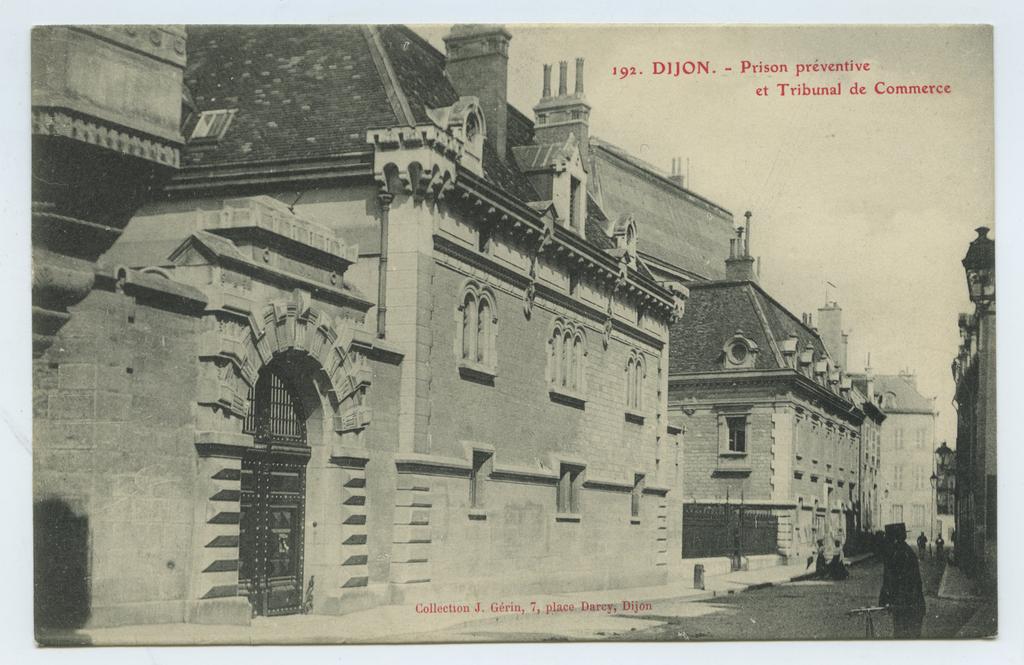 192. DIJON. - Prison préventive
et Tribunal de Commerce
Collection J. Gérin, 7, place Darcy, Dijon